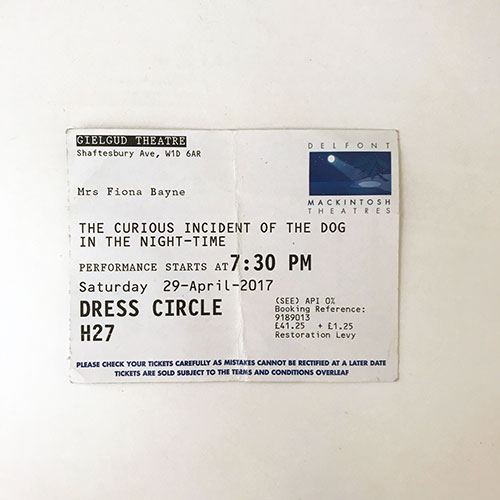 GIELGUD THEATRE
Shaftesbury Ave, W1D 6AR
DELFONT
MACKINTOSH
THEATRES
Mrs Fiona Bayne
THE CURIOUS INCIDENT OF THE DOG
IN THE NIGHT-TIME
PERFORMANCE STARTS AT 7:30 PM
Saturday 29-April-2017
DRESS CIRCLE
H27
(SEE) API 0%
Booking Reference:
9189013
£41.25 + £1.25
Restoration Levy
PLEASE CHECK YOUR TICKETS CAREFULLY AS MISTAKES CANNOT BE RECTIFIED AT A LATER DATE
TICKETS ARE SOLD SUBJECT TO THE TERMS AND CONDITIONS OVERLEAF